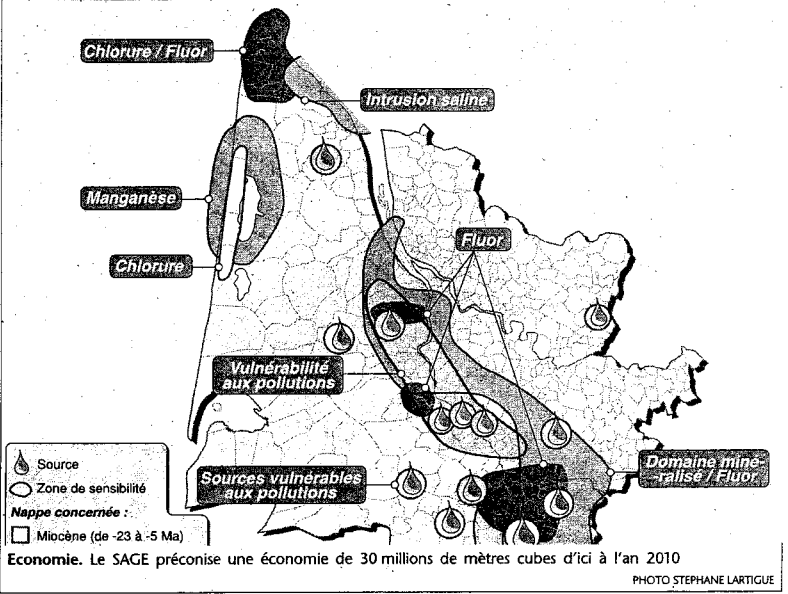 Chlorure / Fluor
Intrusion saline
Manganèse
Fluor
Chlorure
Vulnérabilité
aux pollutions
Sources vulnérables
aux pollutions
Domaine miné-
-ralisé / Fluor
Source
Zone de sensibilité
Nappe concernée :
Miocène (de -23 à -5 Ma)
Economie. Le SAGE préconise une économie de 30 millions de mètres cubes d'ici à l'an 2010
PHOTO STEPHANE LARTIGUE